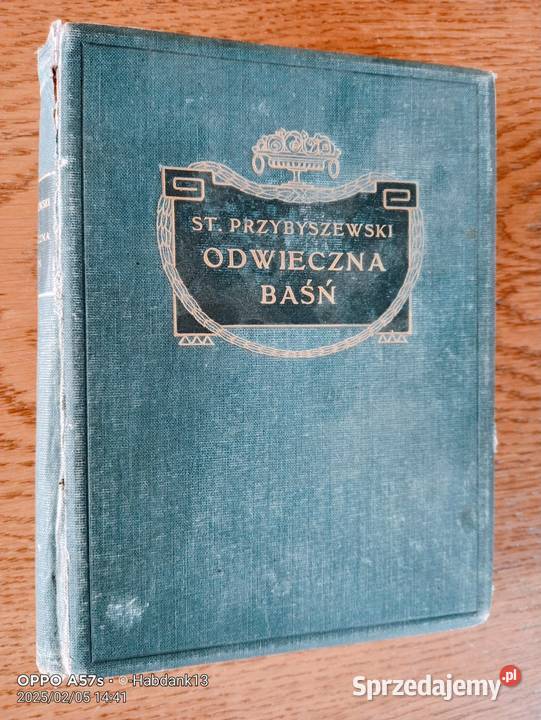 ST. PRZYBYSZEWSKI
ODWIECZNA
BAŚŃ
OPPO A57s · Habdank13
2025/02/05 14:41
Sprzedajemy.pl